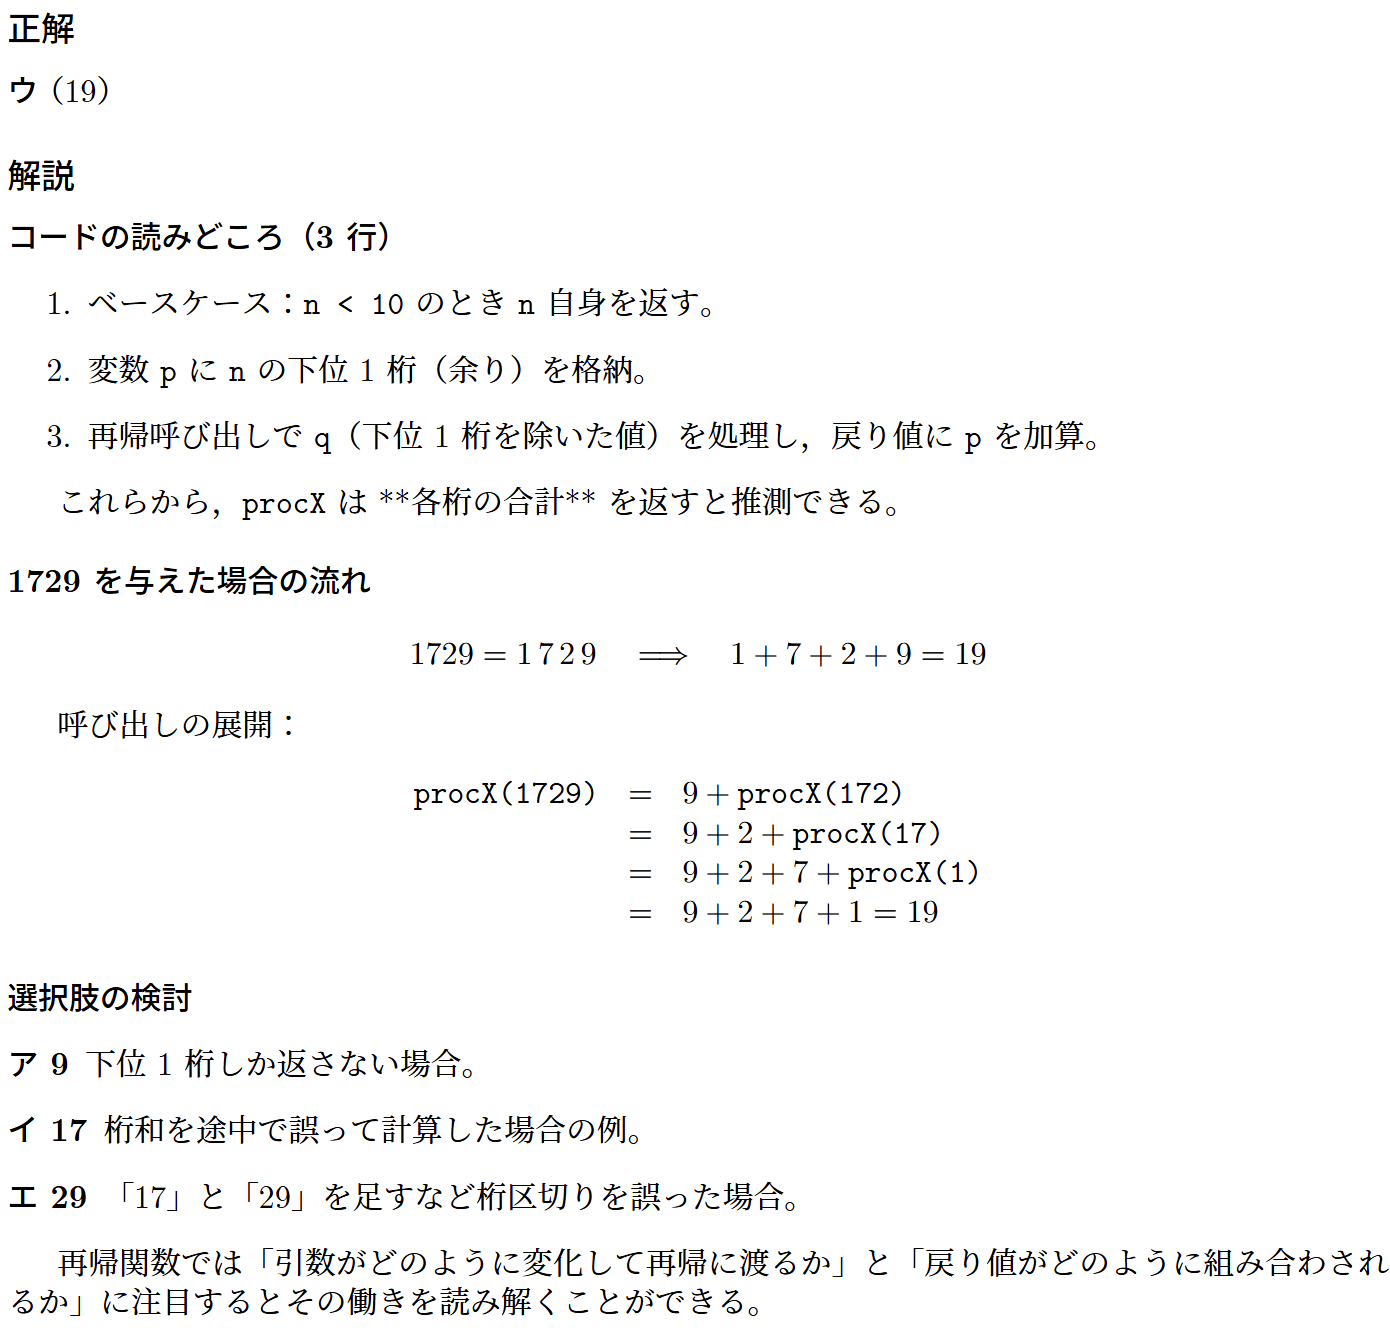 正解
ウ（19）
解説
コードの読みどころ（3 行）
1. ベースケース：n < 10 のとき n 自身を返す。
2. 変数 p に n の下位 1 桁（余り）を格納。
3. 再帰呼び出しで q（下位 1 桁を除いた値）を処理し，戻り値に p を加算。
これらから，procX は **各桁の合計** を返すと推測できる。
1729 を与えた場合の流れ
1729 = 1 7 2 9 ⟹ 1 + 7 + 2 + 9 = 19
呼び出しの展開：
procX(1729) = 9 + procX(172)
= 9 + 2 + procX(17)
= 9 + 2 + 7 + procX(1)
= 9 + 2 + 7 + 1 = 19
選択肢の検討
ア 9 下位 1 桁しか返さない場合。
イ 17 桁和を途中で誤って計算した場合の例。
エ 29 「17」と「29」を足すなど桁区切りを誤った場合。
再帰関数では「引数がどのように変化して再帰に渡るか」と「戻り値がどのように組み合わされ
るか」に注目するとその働きを読み解くことができる。